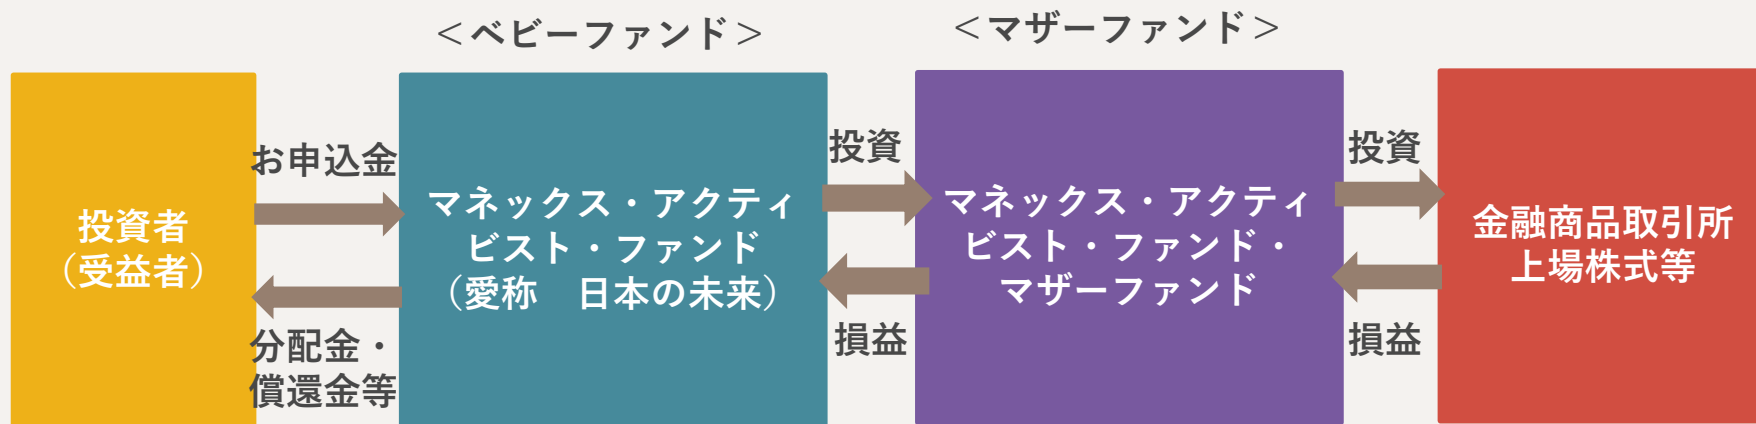 ＜ベビーファンド＞
＜マザーファンド＞
投資者
（受益者）
お申込金
分配金・
償還金等
マネックス・アクティ
ビスト・ファンド
（愛称　日本の未来）
投資
損益
マネックス・アクティ
ビスト・ファンド・
マザーファンド
投資
損益
金融商品取引所
上場株式等